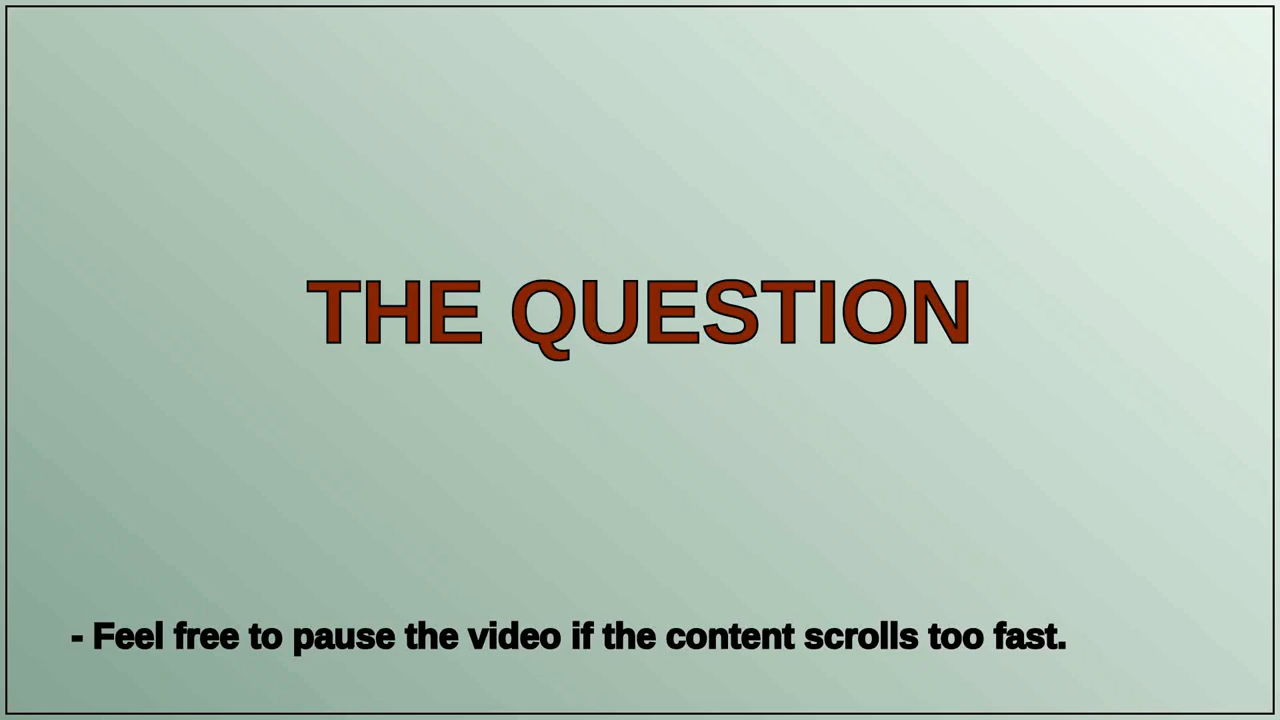 THE QUESTION
- Feel free to pause the video if the content scrolls too fast.